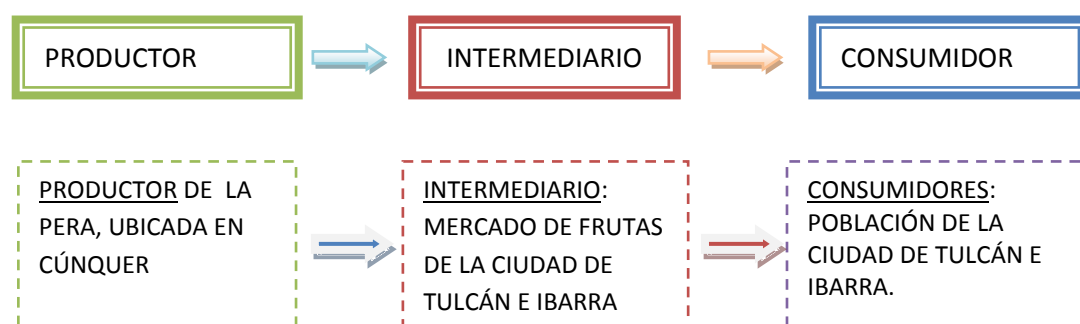 PRODUCTOR
INTERMEDIARIO
CONSUMIDOR
PRODUCTOR DE LA
PERA, UBICADA EN
CÚNQUER
INTERMEDIARIO:
MERCADO DE FRUTAS
DE LA CIUDAD DE
TULCÁN E IBARRA
CONSUMIDORES:
POBLACIÓN DE LA
CIUDAD DE TULCÁN E
IBARRA.